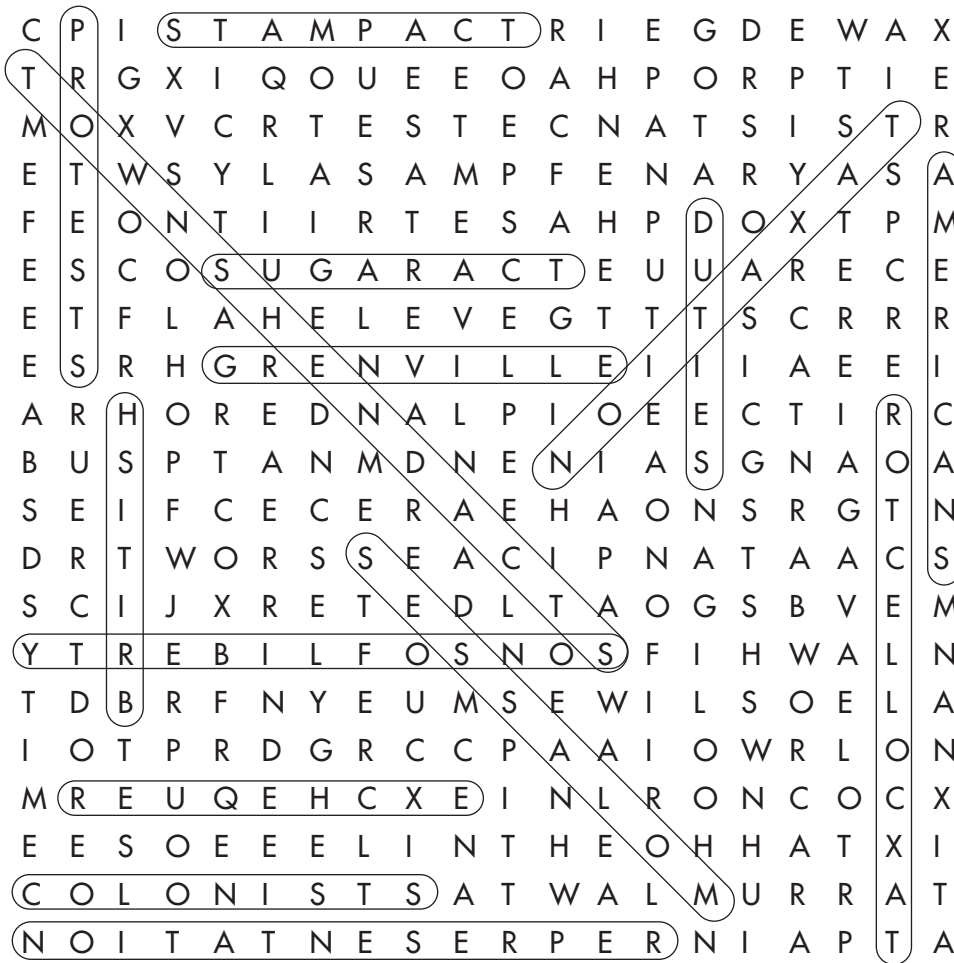 C P I S T A M P A C T R I E G D E W A X
T R G X I Q O U E E O A H P O R P T I E
M O X V C R T E S T E C N A T S I S T R
E T W S Y L A S A M P F E N A R Y A S A
F E O N T I I R T E S A H P D O X T P M
E S C O S U G A R A C T E U U A R E C E
E T F L A H E L E V E G T T T S C R R R
E S R H G R E N V I L L E I I I A E E I
A R H O R E D N A L P I O E E C T I R C
B U S P T A N M D N E N I A S G N A O A
S E I F C E C E R A E H A O N S R G T N
D R T W O R S S E A C I P N A T A A C S
S C I J X R E T E D L T A O G S B V E M
Y T R E B I L F O S N O S F I H W A L N
T D B R F N Y E U M S E W I L S O E L A
I O T P R D G R C C P A A I O W R L O N
M R E U Q E H C X E I N L R O N C O C X
E E S O E E E L I N T H E O H H A T X I
C O L O N I S T S A T W A L M U R R A T
N O I T A T N E S E R P E R N I A P T A